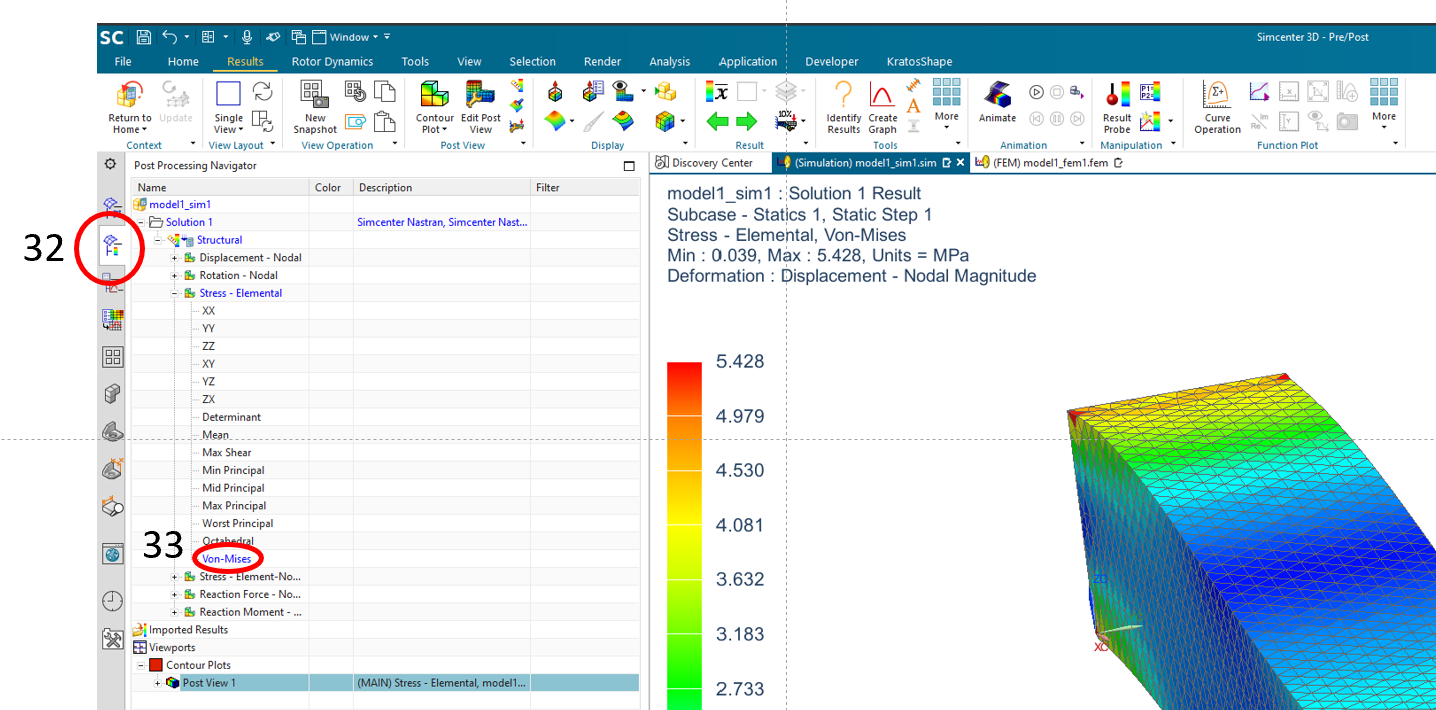 SC Window Simcenter 3D - Pre/Post
File Home Results Rotor Dynamics Tools View Selection Render Analysis Application Developer KratosShape
Return to Home Update Single View New Snapshot Contour Plot Edit Post View Identify Results Create Graph More Animate Result Probe Curve Operation More
Context View Layout View Operation Post View Display Result Tools Animation Manipulation Function Plot
Post Processing Navigator
Discovery Center (Simulation) model1_sim1.sim (FEM) model1_fem1.fem
Name Color Description Filter
model1_sim1
Solution 1 Simcenter Nastran, Simcenter Nast...
Structural
Displacement - Nodal
Rotation - Nodal
Stress - Elemental
XX
YY
ZZ
XY
YZ
ZX
Determinant
Mean
Max Shear
Min Principal
Mid Principal
Max Principal
Worst Principal
Octahedral
Von-Mises
Stress - Element-No...
Reaction Force - No...
Reaction Moment - ...
Imported Results
Viewports
Contour Plots
Post View 1 (MAIN) Stress - Elemental, model1...
32
33
model1_sim1 : Solution 1 Result
Subcase - Statics 1, Static Step 1
Stress - Elemental, Von-Mises
Min : 0.039, Max : 5.428, Units = MPa
Deformation : Displacement - Nodal Magnitude
5.428
4.979
4.530
4.081
3.632
3.183
2.733